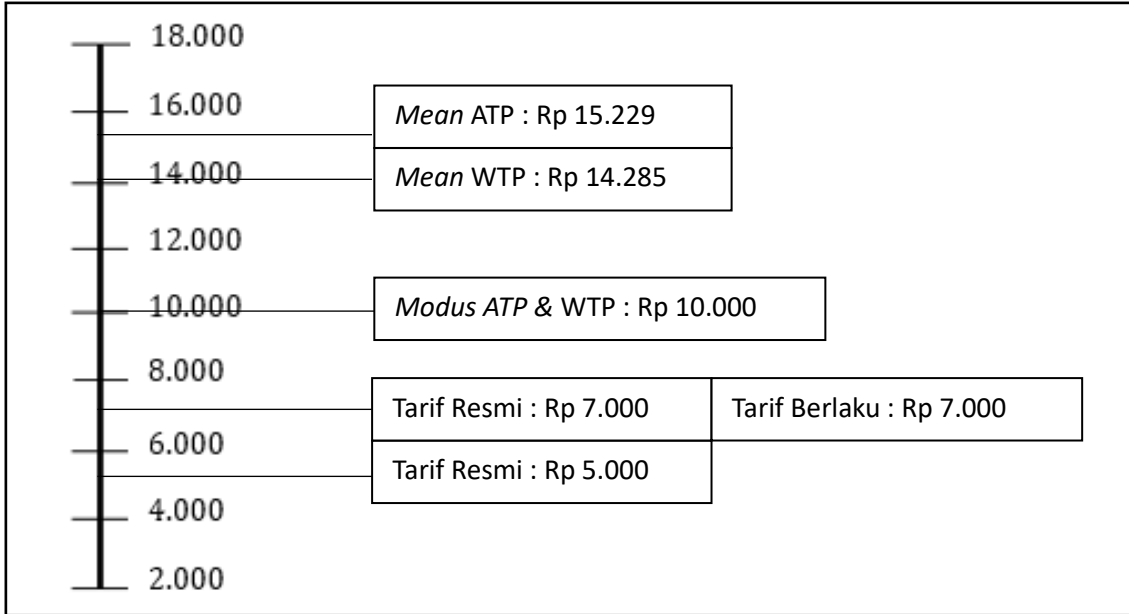 18.000
16.000
Mean ATP : Rp 15.229
14.000
Mean WTP : Rp 14.285
12.000
10.000
Modus ATP & WTP : Rp 10.000
8.000
Tarif Resmi : Rp 7.000 Tarif Berlaku : Rp 7.000
6.000
Tarif Resmi : Rp 5.000
4.000
2.000